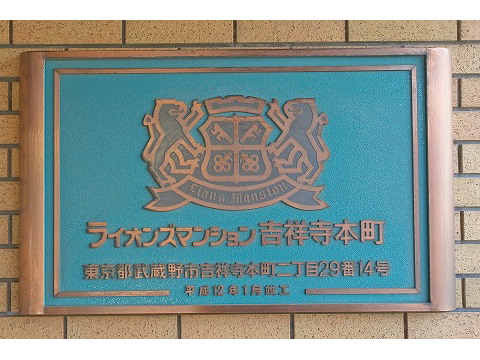 Lions Mansion
ライオンズマンション吉祥寺本町
東京都武蔵野市吉祥寺本町二丁目29番14号
平成12年1月竣工